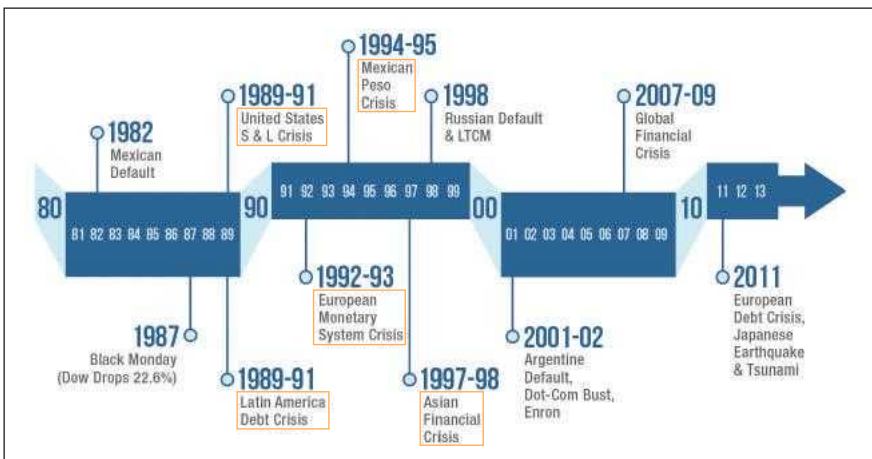 1982
Mexican
Default
1989-91
United States
S & L Crisis
1994-95
Mexican
Peso
Crisis
1998
Russian Default
& LTCM
2007-09
Global
Financial
Crisis
80
81 82 83 84 85 86 87 88 89
90
91 92 93 94 95 96 97 98 99
00
01 02 03 04 05 06 07 08 09
10
11 12 13
1987
Black Monday
(Dow Drops 22.6%)
1989-91
Latin America
Debt Crisis
1992-93
European
Monetary
System Crisis
1997-98
Asian
Financial
Crisis
2001-02
Argentine
Default,
Dot-Com Bust,
Enron
2011
European
Debt Crisis,
Japanese
Earthquake
& Tsunami